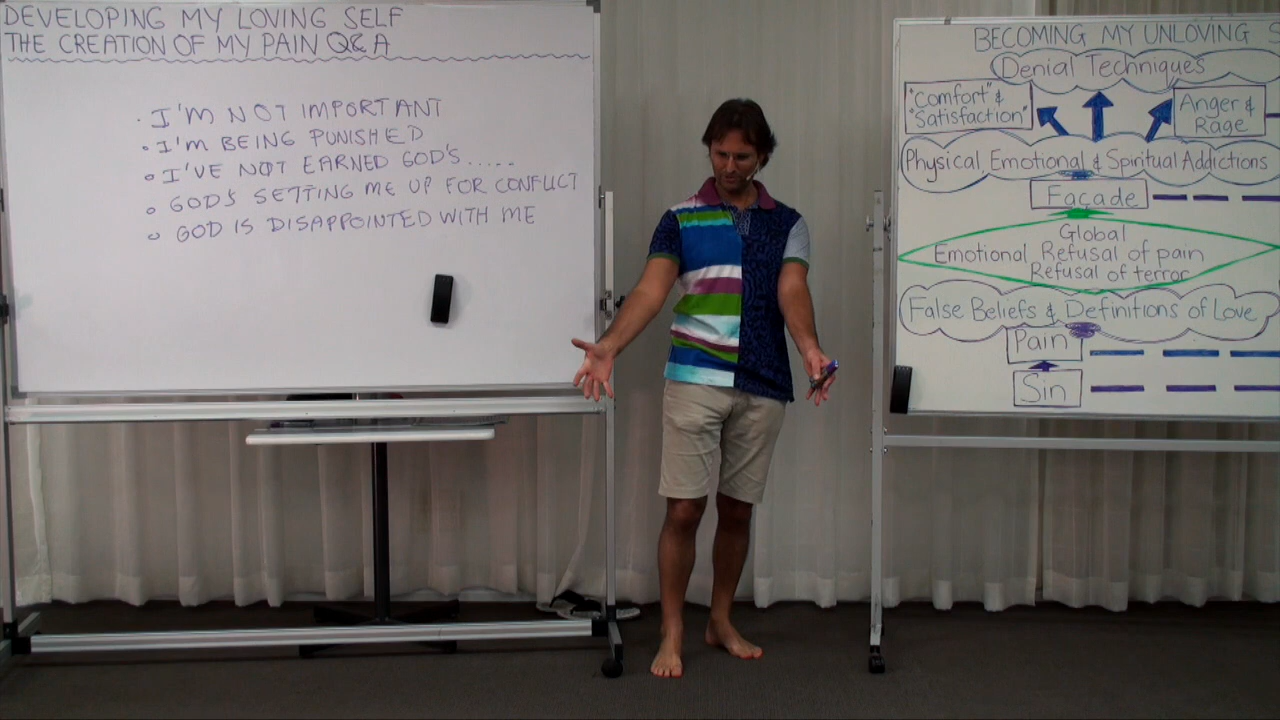 DEVELOPING MY LOVING SELF
THE CREATION OF MY PAIN Q&A
• I'M NOT IMPORTANT
• I'M BEING PUNISHED
• I'VE NOT EARNED GOD'S.....
• GOD'S SETTING ME UP FOR CONFLICT
• GOD IS DISAPPOINTED WITH ME
BECOMING MY UNLOVING S
Denial Techniques
"Comfort" &
"Satisfaction"
Anger &
Rage
Physical, Emotional & Spiritual Addictions
Façade
Global
Emotional Refusal of pain
Refusal of terror
False Beliefs & Definitions of Love
Pain
Sin